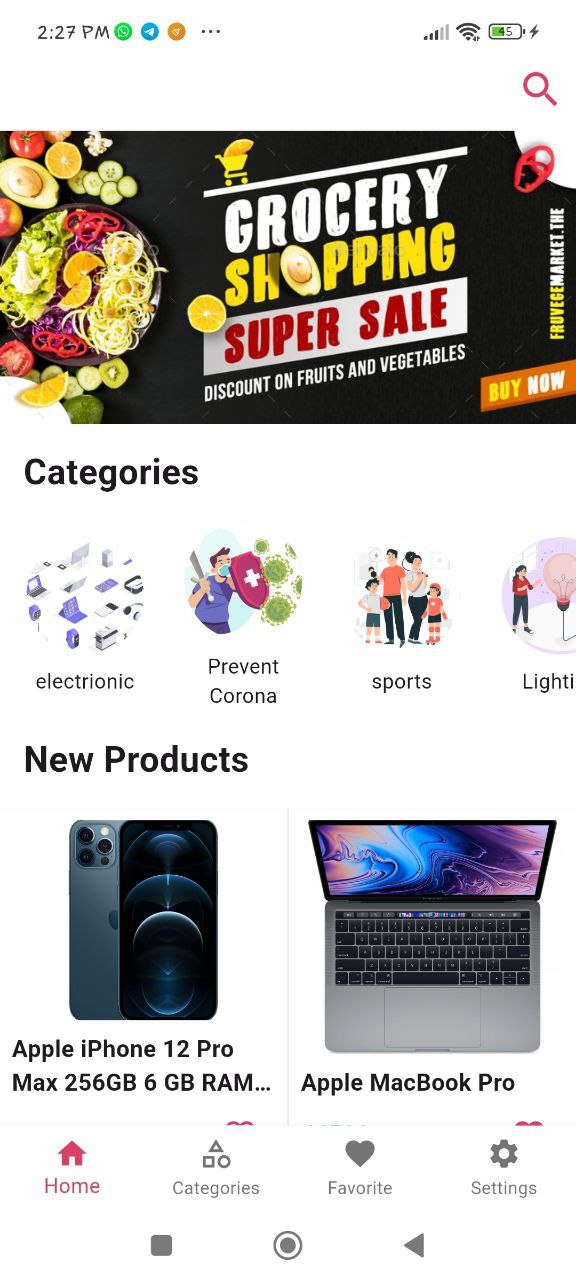 2:27 PM
45
GROCERY
SHOPPING
SUPER SALE
DISCOUNT ON FRUITS AND VEGETABLES
FRUVEGEMARKET.THE
BUY NOW
Categories
electrionic
Prevent
Corona
sports
Lighti
New Products
Apple iPhone 12 Pro
Max 256GB 6 GB RAM...
Apple MacBook Pro
Home
Categories
Favorite
Settings